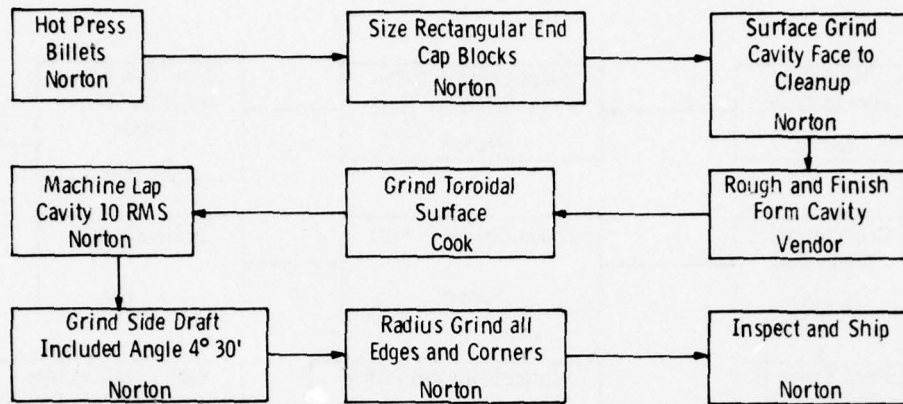 Hot Press
Billets
Norton
Size Rectangular End
Cap Blocks
Norton
Surface Grind
Cavity Face to
Cleanup
Norton
Rough and Finish
Form Cavity
Vendor
Grind Toroidal
Surface
Cook
Machine Lap
Cavity 10 RMS
Norton
Grind Side Draft
Included Angle 4° 30'
Norton
Radius Grind all
Edges and Corners
Norton
Inspect and Ship
Norton